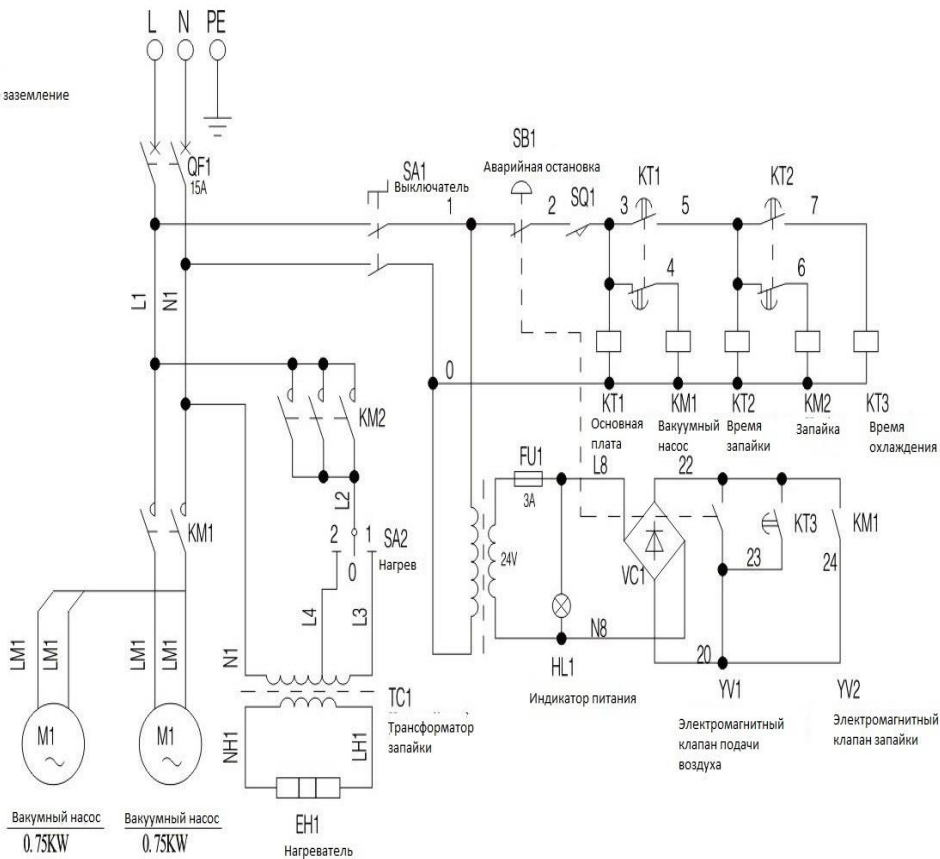 L N PE
заземление
QF1
15A
SA1
Выключатель
1
SB1
Аварийная остановка
2
SQ1
KT1
3 5
KT2
7
4
6
L1
N1
0
KM2
KT1 KM1 KT2 KM2 KT3
Основная
плата
Вакуумный
насос
Время
запайки
Запайка
Время
охлаждения
FU1
3A
L8
22
L2
KM1
2 1
0
SA2
Нагрев
24V
VC1
KT3
KM1
23
24
L4
L3
N8
20
HL1
Индикатор питания
YV1
Электромагнитный
клапан подачи
воздуха
YV2
Электромагнитный
клапан запайки
LM1
LM1
LM1
LM1
N1
TC1
Трансформатор
запайки
NH1
LH1
M1
M1
EH1
Нагреватель
Вакумный насос
0.75KW
Вакуумный насос
0.75KW